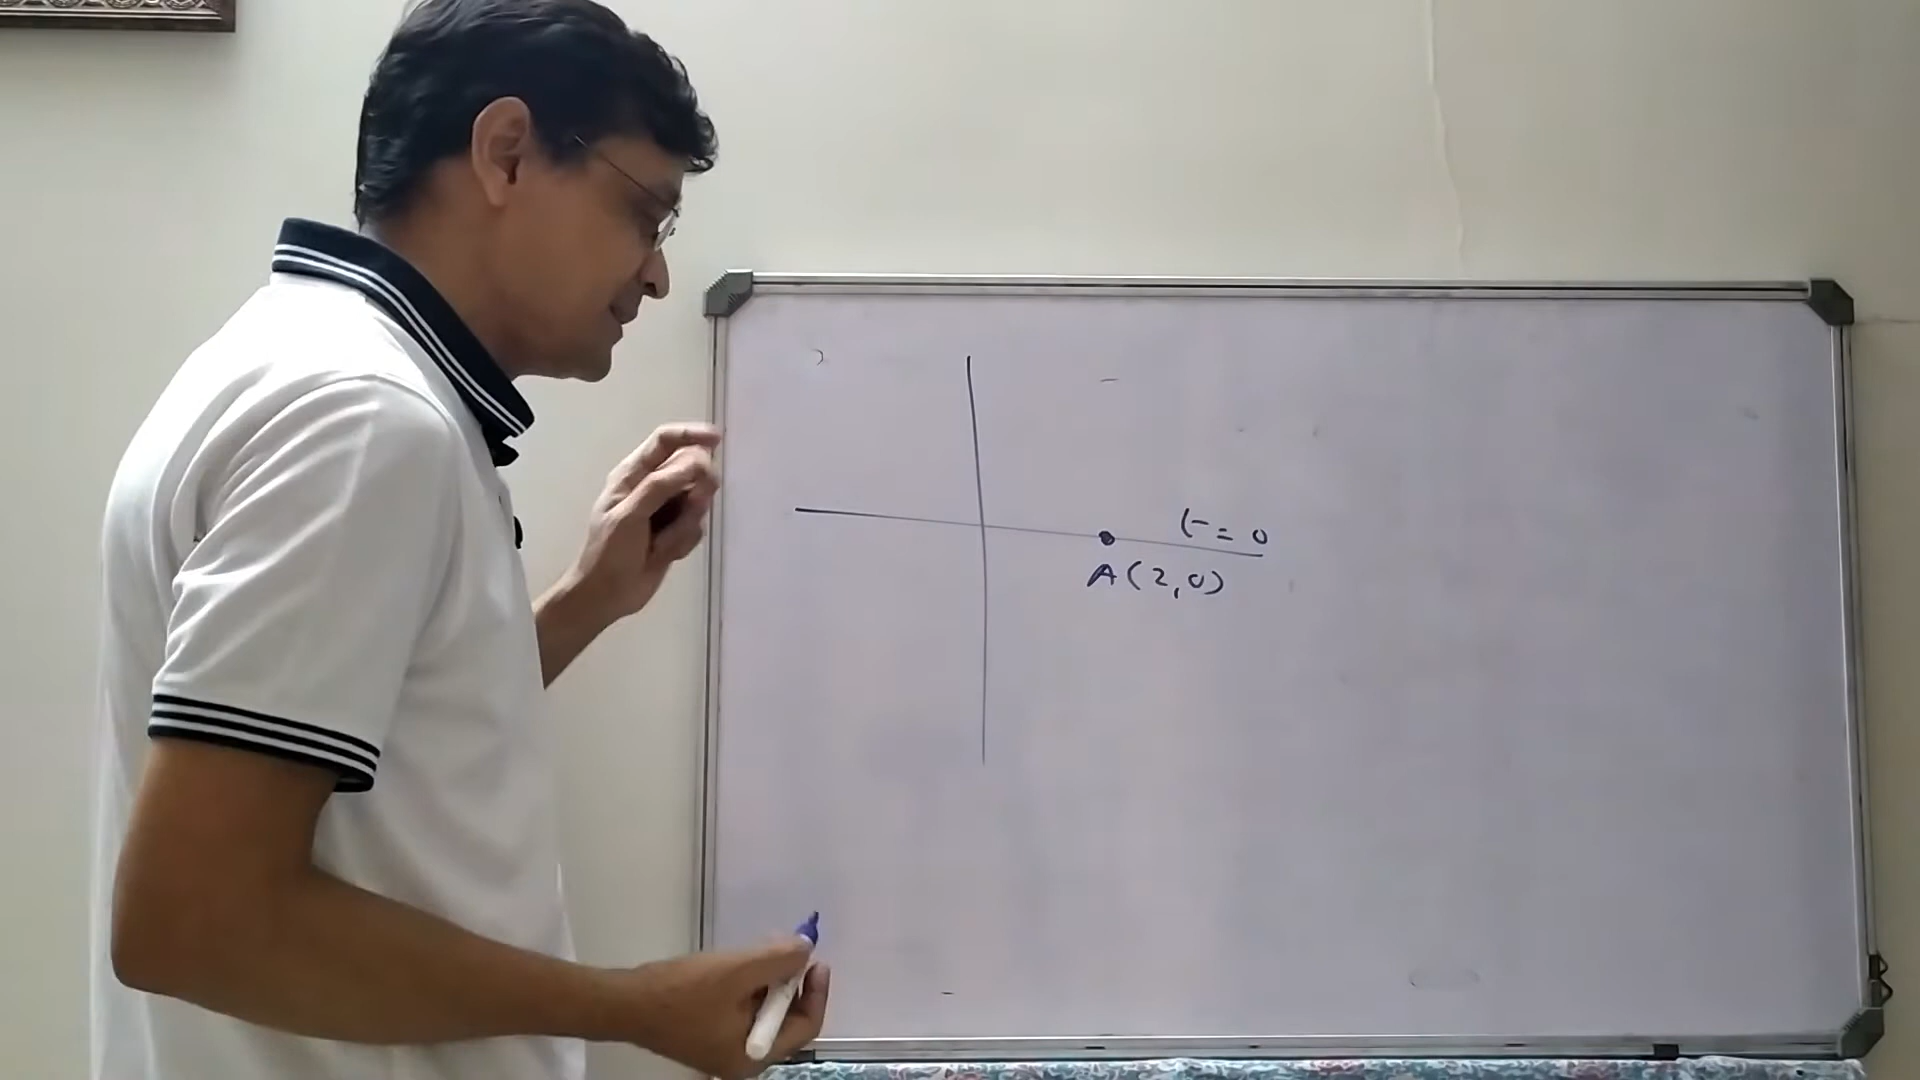 t = 0
A(2,0)